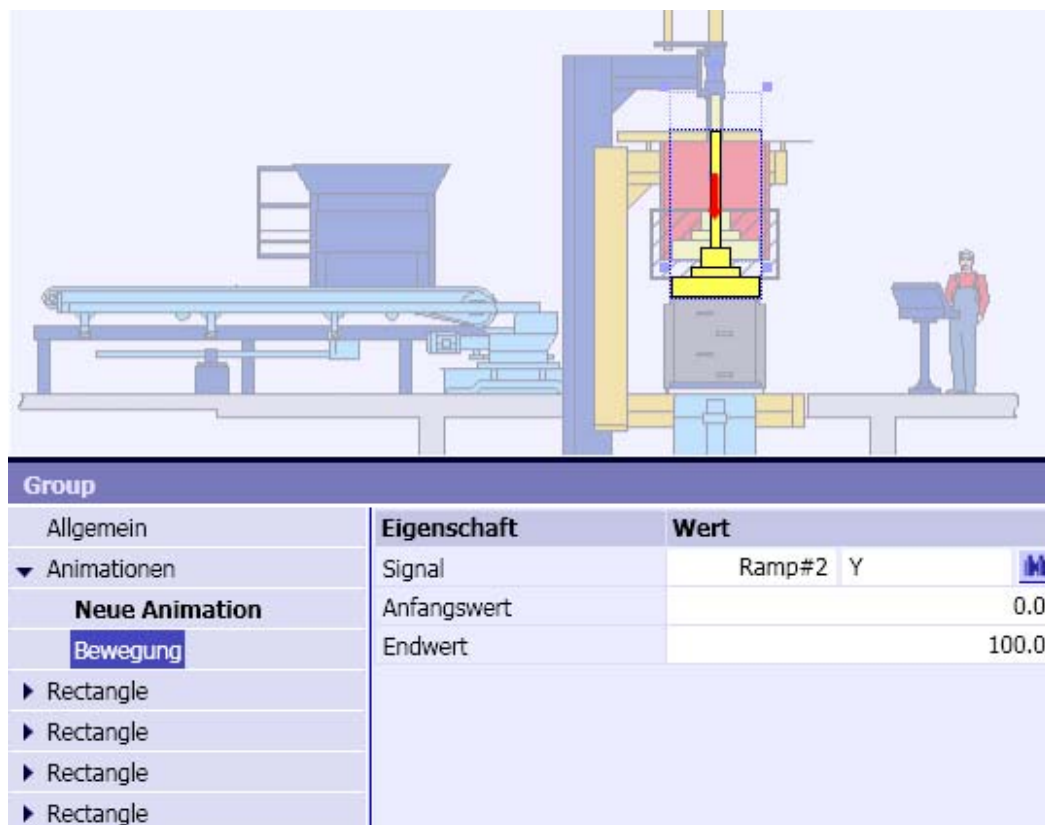 Group
Allgemein
Eigenschaft Wert
Animationen
Signal Ramp#2 Y
Neue Animation
Anfangswert 0.0
Bewegung
Endwert 100.0
Rectangle
Rectangle
Rectangle
Rectangle